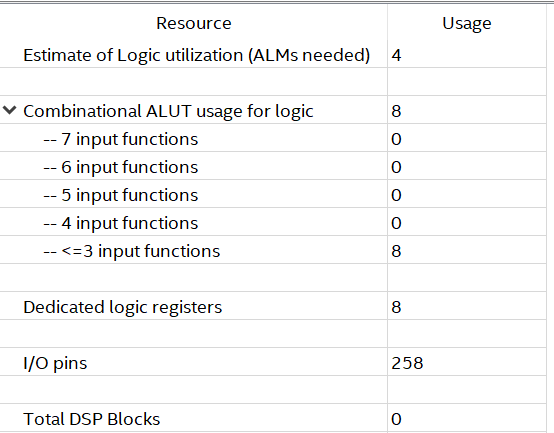 Resource Usage
Estimate of Logic utilization (ALMs needed) 4
Combinational ALUT usage for logic 8
-- 7 input functions 0
-- 6 input functions 0
-- 5 input functions 0
-- 4 input functions 0
-- <=3 input functions 8
Dedicated logic registers 8
I/O pins 258
Total DSP Blocks 0